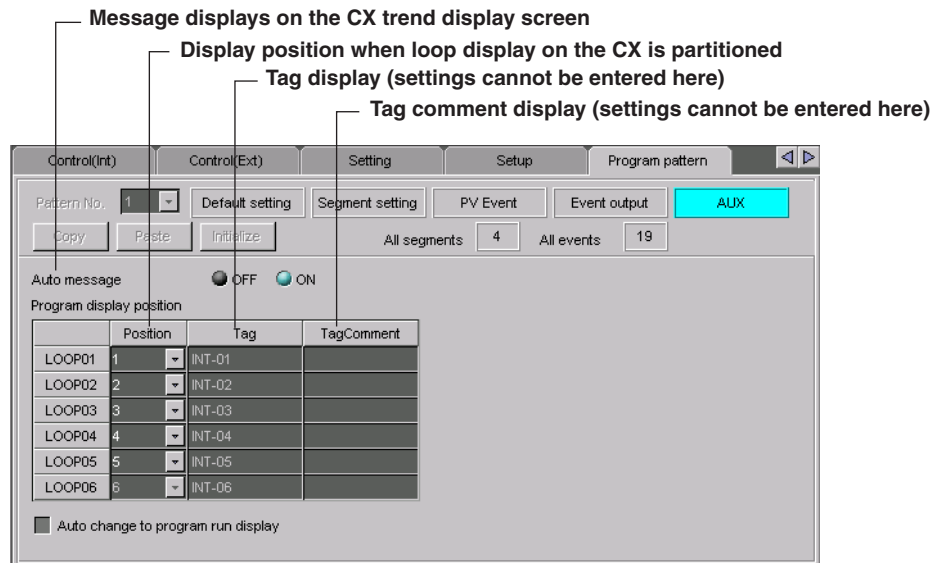 Message displays on the CX trend display screen
Display position when loop display on the CX is partitioned
Tag display (settings cannot be entered here)
Tag comment display (settings cannot be entered here)
Control(Int) Control(Ext) Setting Setup Program pattern
Pattern No. 1 Default setting Segment setting PV Event Event output AUX
Copy Paste Initialize All segments 4 All events 19
Auto message OFF ON
Program display position
Position Tag TagComment
LOOP01 1 INT-01
LOOP02 2 INT-02
LOOP03 3 INT-03
LOOP04 4 INT-04
LOOP05 5 INT-05
LOOP06 6 INT-06
Auto change to program run display